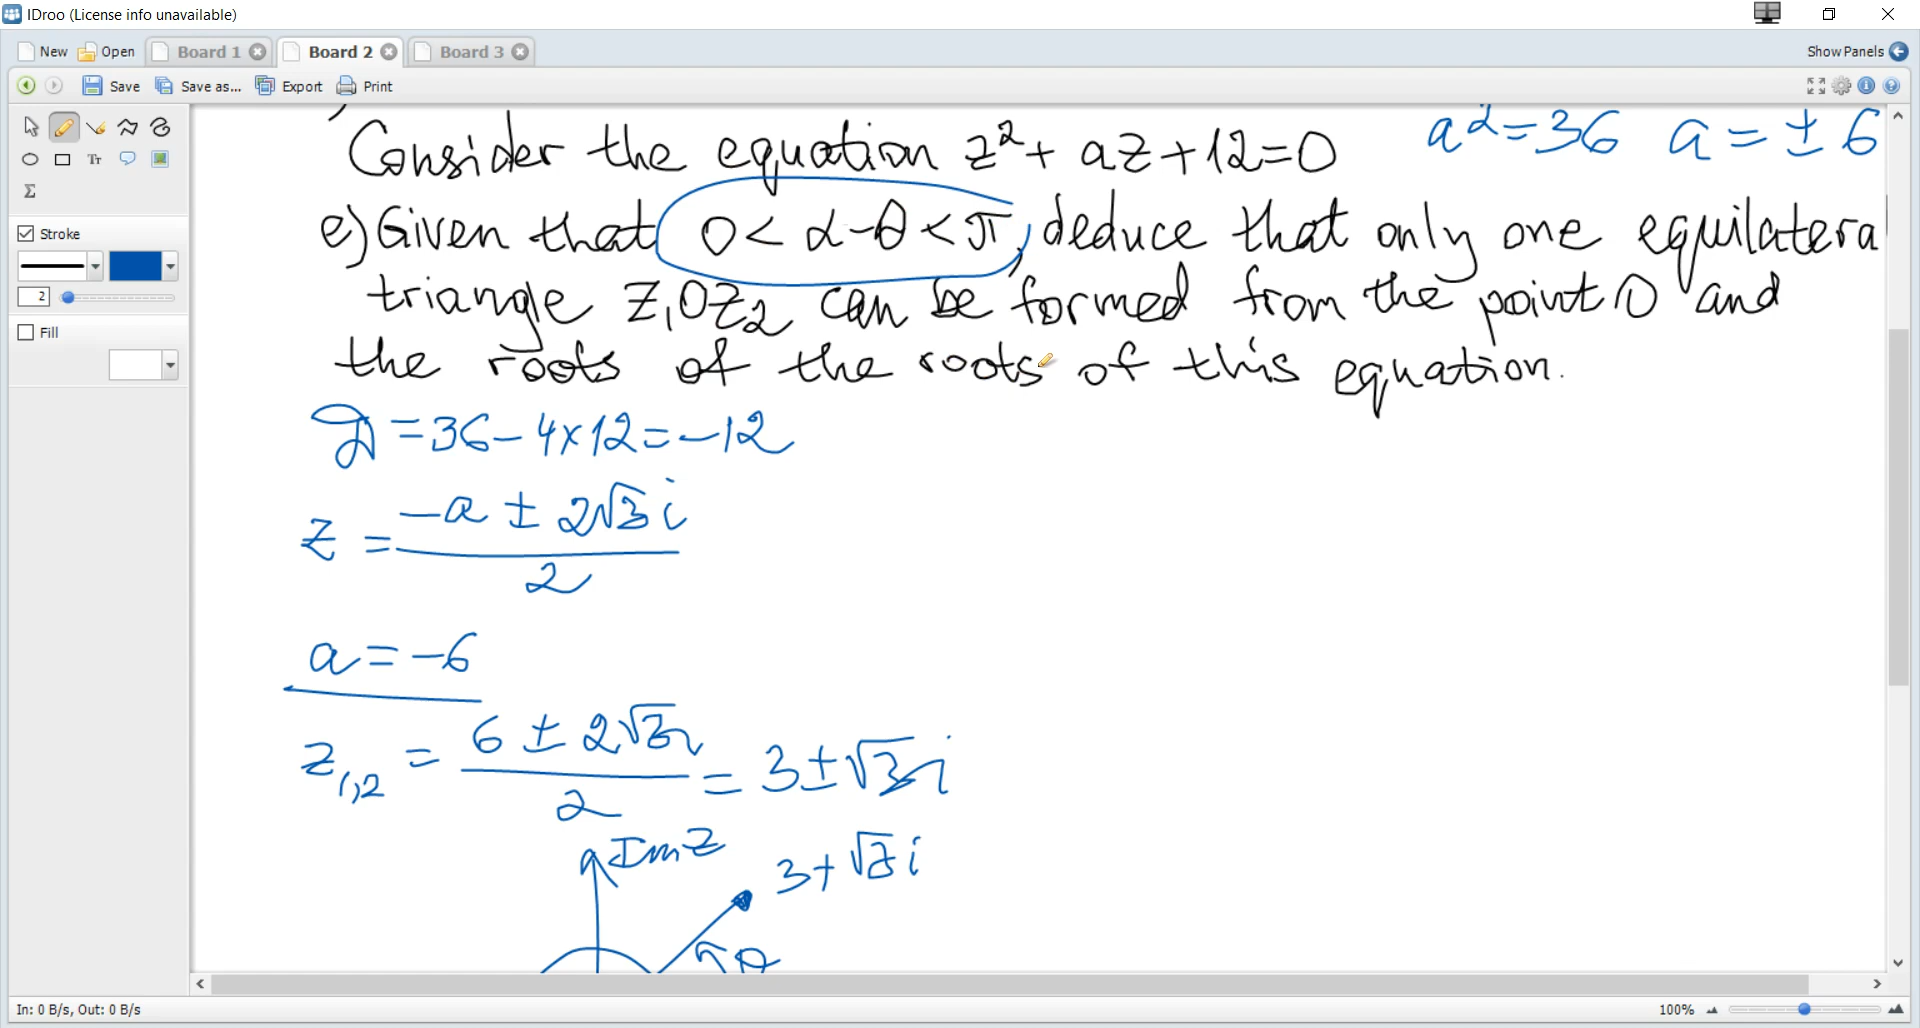 IDroo (License info unavailable)
New Open Board 1 Board 2 Board 3 Show Panels
Save Save as... Export Print
Tt
Σ
Stroke
2
Fill
Consider the equation z²+ az+12=0 a²=36 a=±6
e) Given that 0<α-θ<π, deduce that only one equilatera
triangle Z₁OZ₂ can be formed from the point O and
the roots of the roots of this equation.
D=36-4×12=-12
z = (-a ± 2√3 i)/2
a=-6
z₁,₂ = (6 ± 2√3i)/2 = 3±√3i
Im z
3+√3 i
θ
In: 0 B/s, Out: 0 B/s 100%